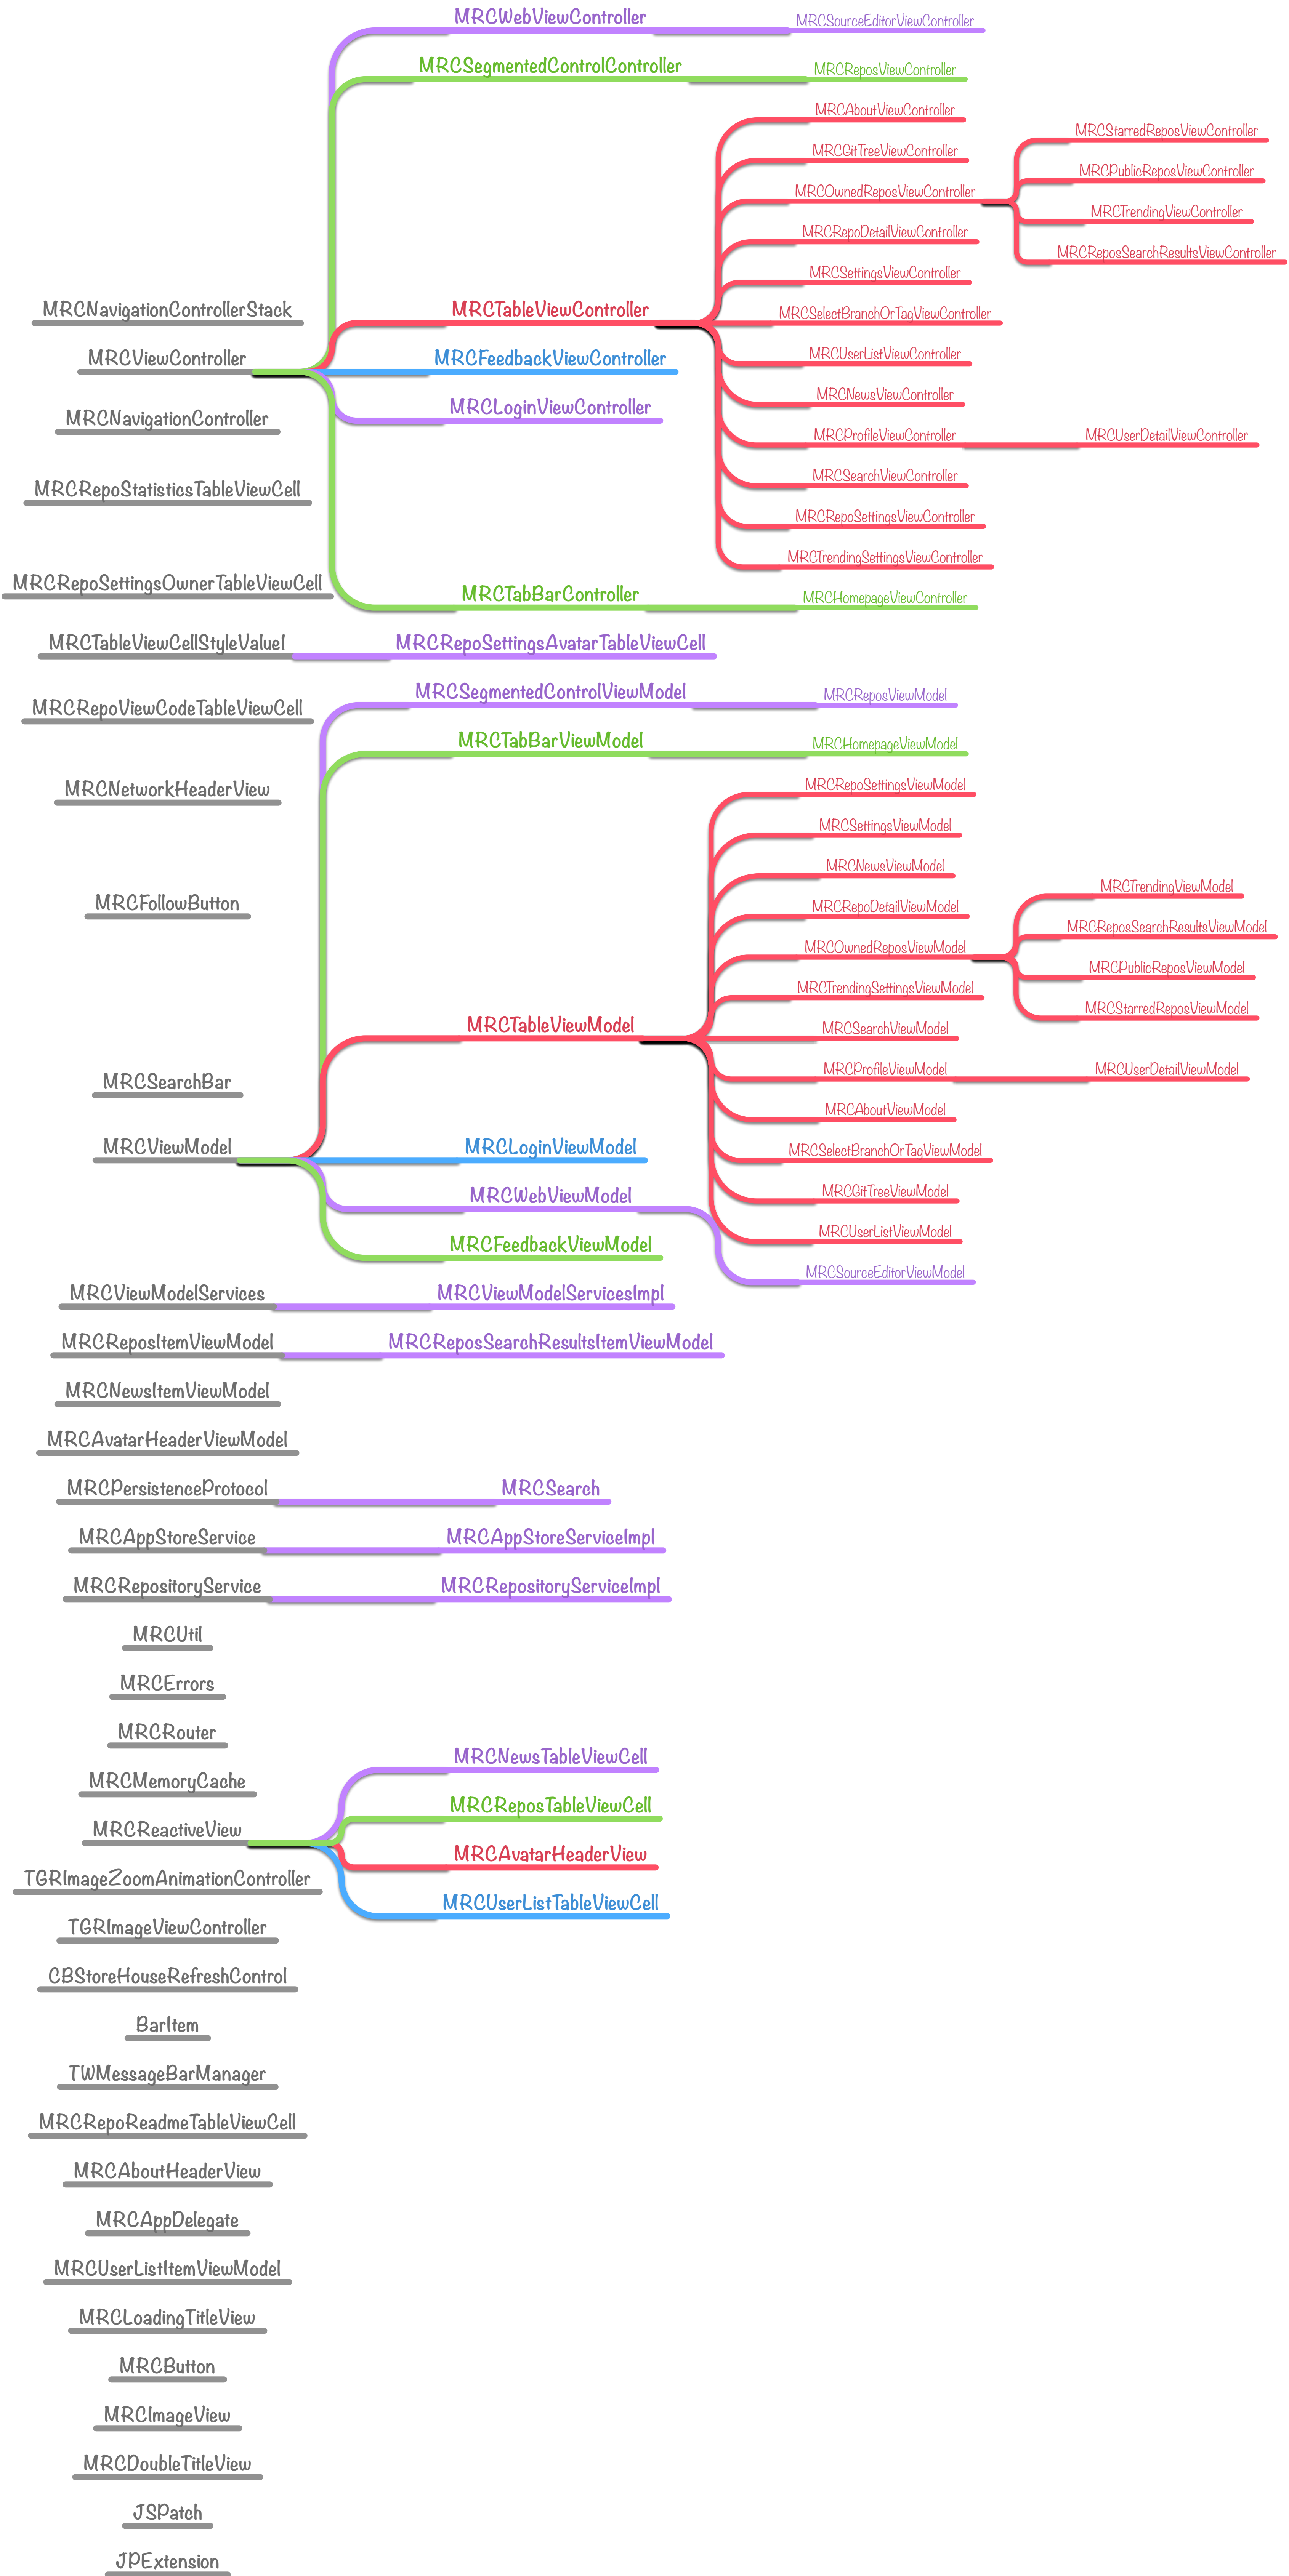 MRCWebViewController
MRCSourceEditorViewController
MRCSegmentedControlController
MRCReposViewController
MRCAboutViewController
MRCStarredReposViewController
MRCGitTreeViewController
MRCPublicReposViewController
MRCOwnedReposViewController
MRCTrendingViewController
MRCRepoDetailViewController
MRCReposSearchResultsViewController
MRCSettingsViewController
MRCNavigationControllerStack
MRCTableViewController
MRCSelectBranchOrTagViewController
MRCViewController
MRCFeedbackViewController
MRCUserListViewController
MRCNewsViewController
MRCNavigationController
MRCLoginViewController
MRCProfileViewController
MRCUserDetailViewController
MRCSearchViewController
MRCRepoStatisticsTableViewCell
MRCRepoSettingsViewController
MRCTrendingSettingsViewController
MRCRepoSettingsOwnerTableViewCell
MRCTabBarController
MRCHomepageViewController
MRCTableViewCellStyleValue1
MRCRepoSettingsAvatarTableViewCell
MRCSegmentedControlViewModel
MRCReposViewModel
MRCRepoViewCodeTableViewCell
MRCTabBarViewModel
MRCHomepageViewModel
MRCNetworkHeaderView
MRCRepoSettingsViewModel
MRCSettingsViewModel
MRCNewsViewModel
MRCTrendingViewModel
MRCFollowButton
MRCRepoDetailViewModel
MRCReposSearchResultsViewModel
MRCOwnedReposViewModel
MRCPublicReposViewModel
MRCTrendingSettingsViewModel
MRCStarredReposViewModel
MRCTableViewModel
MRCSearchViewModel
MRCProfileViewModel
MRCUserDetailViewModel
MRCSearchBar
MRCAboutViewModel
MRCViewModel
MRCLoginViewModel
MRCSelectBranchOrTagViewModel
MRCWebViewModel
MRCGitTreeViewModel
MRCFeedbackViewModel
MRCUserListViewModel
MRCSourceEditorViewModel
MRCViewModelServices
MRCViewModelServicesImpl
MRCReposItemViewModel
MRCReposSearchResultsItemViewModel
MRCNewsItemViewModel
MRCAvatarHeaderViewModel
MRCPersistenceProtocol
MRCSearch
MRCAppStoreService
MRCAppStoreServiceImpl
MRCRepositoryService
MRCRepositoryServiceImpl
MRCUtil
MRCErrors
MRCRouter
MRCNewsTableViewCell
MRCMemoryCache
MRCReposTableViewCell
MRCReactiveView
MRCAvatarHeaderView
TGRImageZoomAnimationController
MRCUserListTableViewCell
TGRImageViewController
CBStoreHouseRefreshControl
BarItem
TWMessageBarManager
MRCRepoReadmeTableViewCell
MRCAboutHeaderView
MRCAppDelegate
MRCUserListItemViewModel
MRCLoadingTitleView
MRCButton
MRCImageView
MRCDoubleTitleView
JSPatch
JPExtension